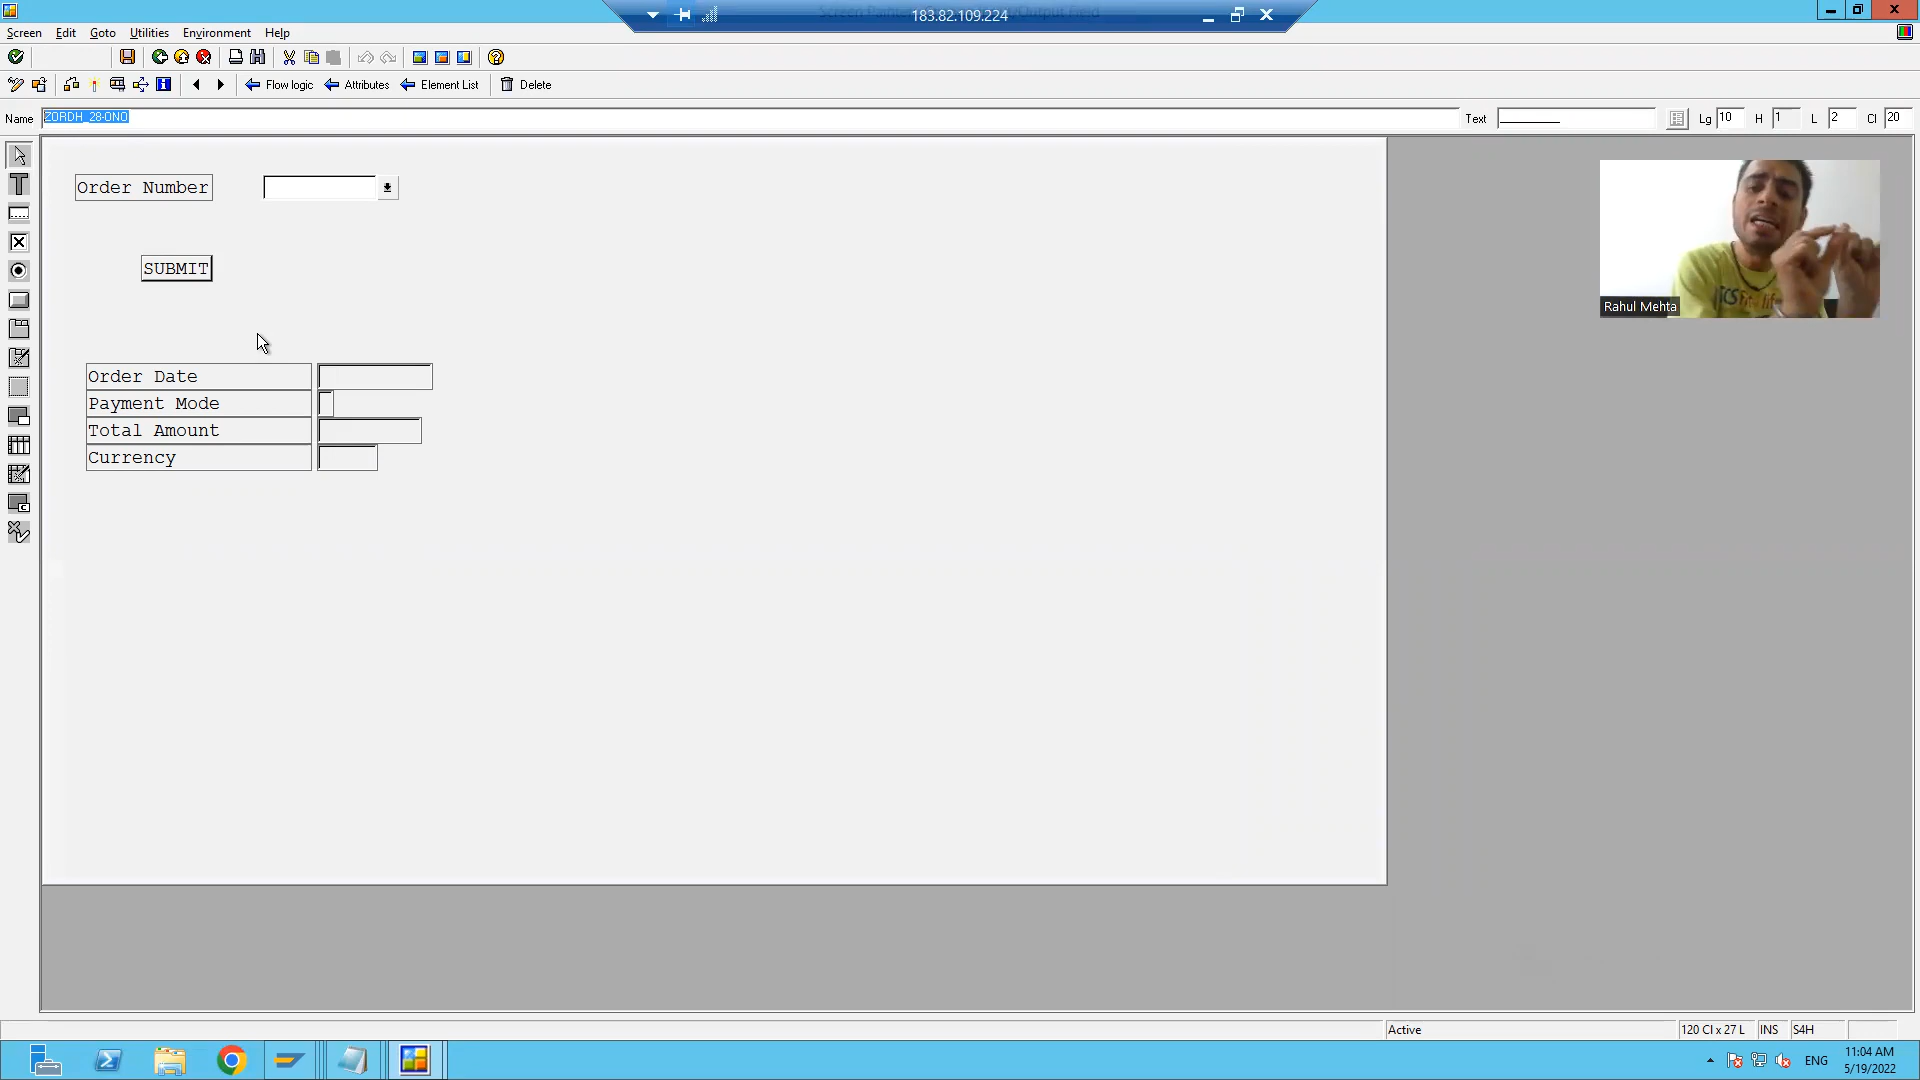 183.82.109.224
Screen Edit Goto Utilities Environment Help
Flow logic Attributes Element List Delete
Name ZORDH_28-ONO Text __________ Lg 10 H 1 L 2 Cl 20
Order Number
SUBMIT
Order Date
Payment Mode
Total Amount
Currency
Rahul Mehta
Active 120 Cl x 27 L INS S4H
ENG 11:04 AM
5/19/2022